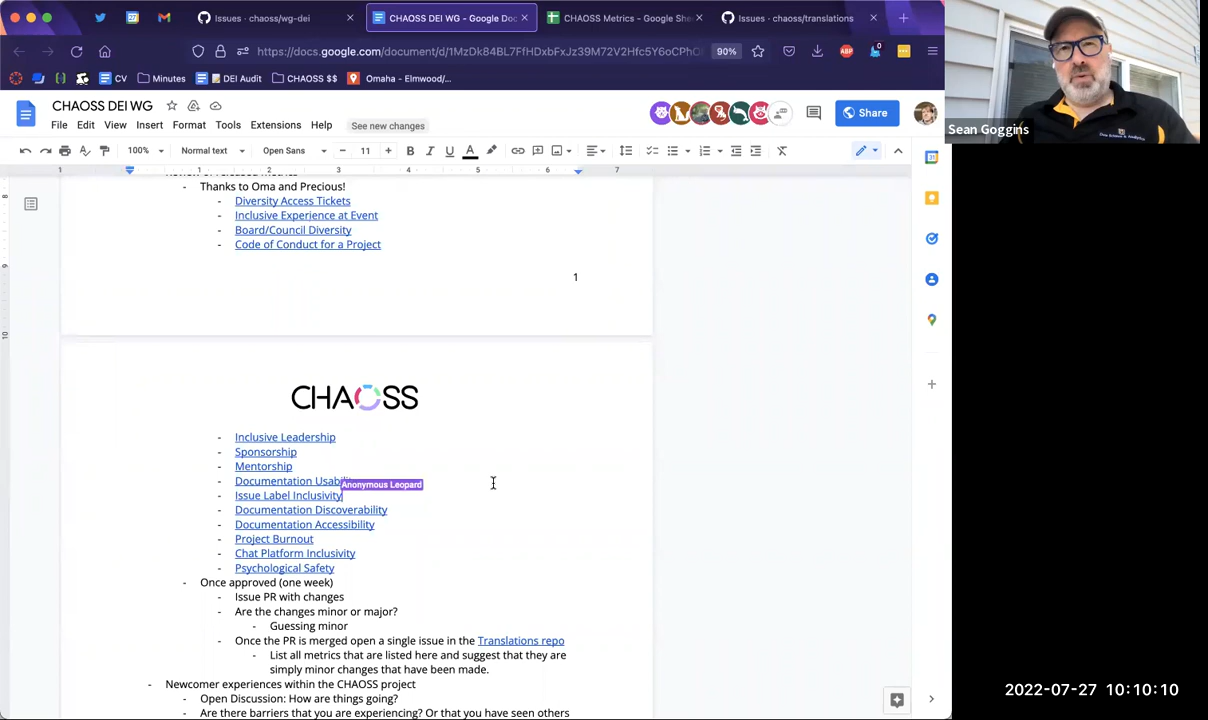 Issues · chaoss/wg-dei
CHAOSS DEI WG - Google Doc
CHAOSS Metrics - Google She
Issues · chaoss/translations
https://docs.google.com/document/d/1MzDk84BL7FfHDxbFxJz39M72V2Hfc5Y6oCPhO
90%
CV
Minutes
DEI Audit
CHAOSS $$
Omaha - Elmwood/...
CHAOSS DEI WG
File Edit View Insert Format Tools Extensions Help
See new changes
Share
100%
Normal text
Open Sans
11
Sean Goggins
- Thanks to Oma and Precious!
- Diversity Access Tickets
- Inclusive Experience at Event
- Board/Council Diversity
- Code of Conduct for a Project
1
CHAOSS
- Inclusive Leadership
- Sponsorship
- Mentorship
- Documentation
Anonymous Leopard
- Issue Label Inclusivity
- Documentation Discoverability
- Documentation Accessibility
- Project Burnout
- Chat Platform Inclusivity
- Psychological Safety
- Once approved (one week)
- Issue PR with changes
- Are the changes minor or major?
- Guessing minor
- Once the PR is merged open a single issue in the Translations repo
- List all metrics that are listed here and suggest that they are
simply minor changes that have been made.
- Newcomer experiences within the CHAOSS project
- Open Discussion: How are things going?
- Are there barriers that you are experiencing? Or that you have seen others
2022-07-27 10:10:10